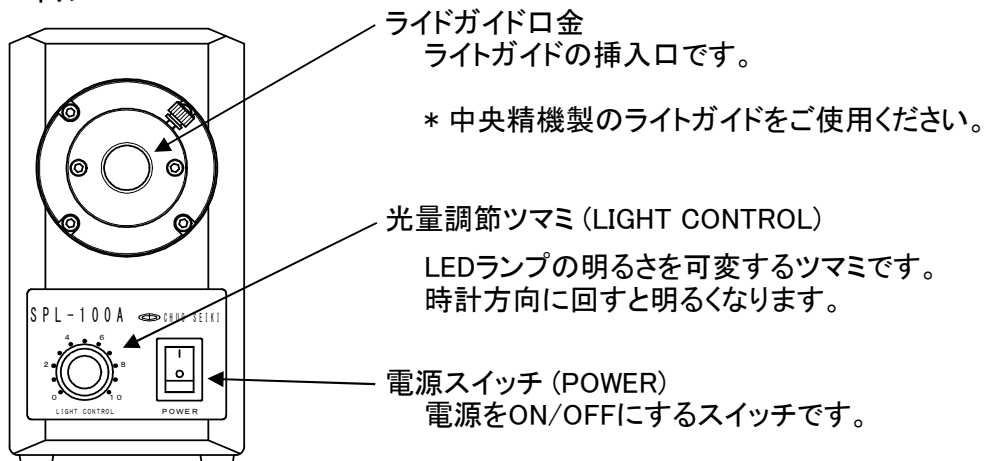 ライドガイド口金
ライトガイドの挿入口です。
* 中央精機製のライトガイドをご使用ください。
光量調節ツマミ (LIGHT CONTROL)
LEDランプの明るさを可変するツマミです。
時計方向に回すと明るくなります。
電源スイッチ (POWER)
電源をON/OFFにするスイッチです。
SPL-100A CHUO SEIKI
4 6
2 8
0 10
LIGHT CONTROL POWER